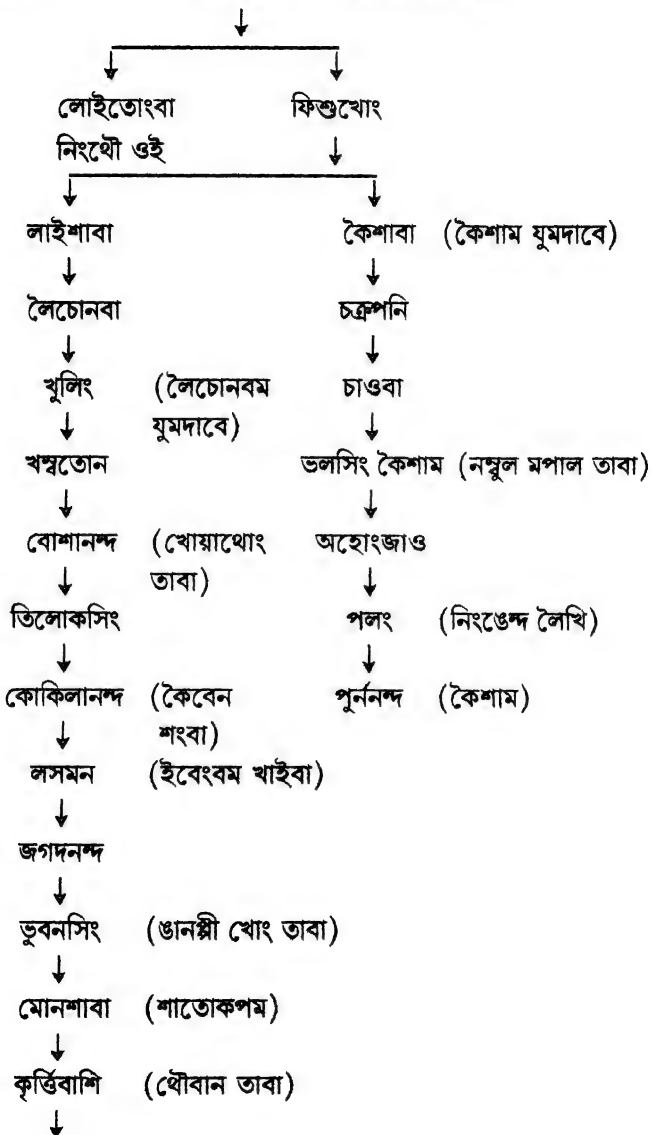 লোইতোংবা ফিশুখোং
নিংথৌ ওই
লাইশাবা কৈশাবা (কৈশাম যুমদাবে)
লৈচোনবা চক্রপনি
খুলিং (লৈচোনবম চাওবা
যুমদাবে)
খম্বতোন ভলসিং কৈশাম (নম্বুল মপাল তাবা)
বোশানন্দ (খোয়াথোং অহোংজাও
তাবা)
তিলোকসিং পলং (নিংঙেন্দ লৈখি)
কোকিলানন্দ (কৈবেন পুর্ননন্দ (কৈশাম)
শংবা)
লসমন (ইবেংবম খাইবা)
জগদনন্দ
ভুবনসিং (ঙানপ্পী খোং তাবা)
মোনশাবা (শাতোকপম)
কৃর্ত্তিবাশি (থৌবান তাবা)